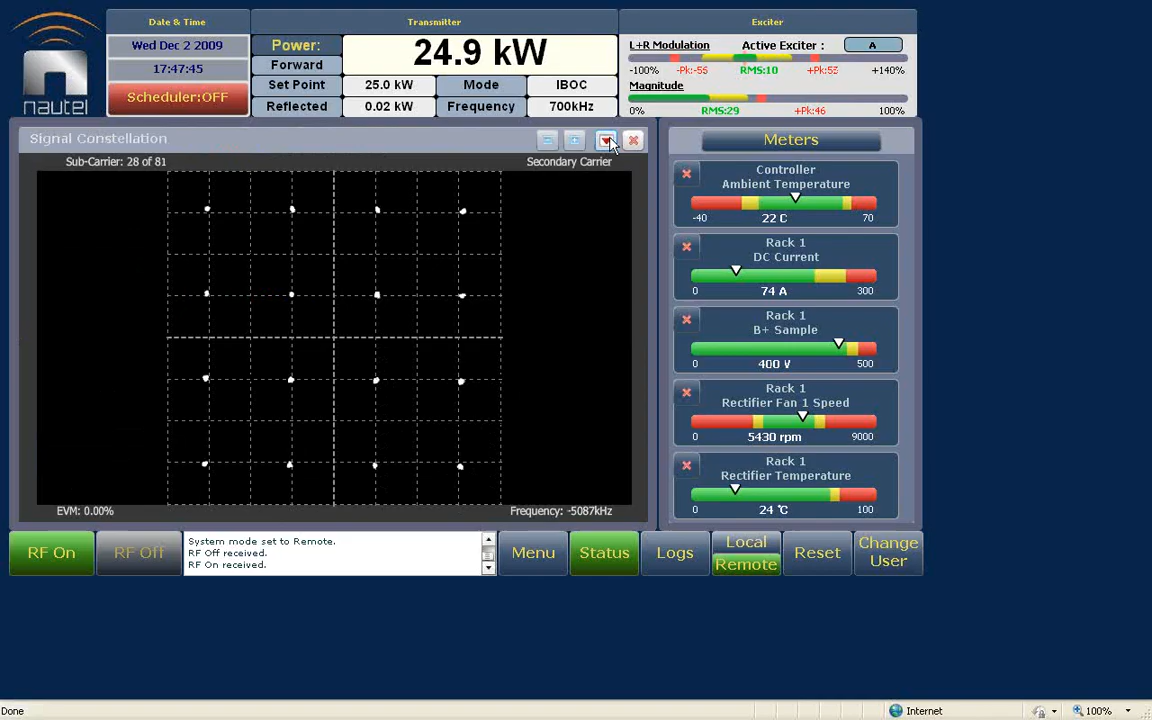 nautel
Date & Time
Wed Dec 2 2009
17:47:45
Scheduler:OFF
Transmitter
Power:
Forward
24.9 kW
Set Point
25.0 kW
Mode
IBOC
Reflected
0.02 kW
Frequency
700kHz
Exciter
L+R Modulation
Active Exciter :
A
-100%
-Pk:-55
RMS:10
+Pk:55
+140%
Magnitude
0%
RMS:29
+Pk:46
100%
Signal Constellation
Sub-Carrier: 28 of 81
Secondary Carrier
EVM: 0.00%
Frequency: -5087kHz
Meters
Controller
Ambient Temperature
-40
22 C
70
Rack 1
DC Current
0
74 A
300
Rack 1
B+ Sample
0
400 V
500
Rack 1
Rectifier Fan 1 Speed
0
5430 rpm
9000
Rack 1
Rectifier Temperature
0
24 °C
100
RF On
RF Off
System mode set to Remote.
RF Off received.
RF On received.
Menu
Status
Logs
Local
Remote
Reset
Change
User
Done
Internet
100%